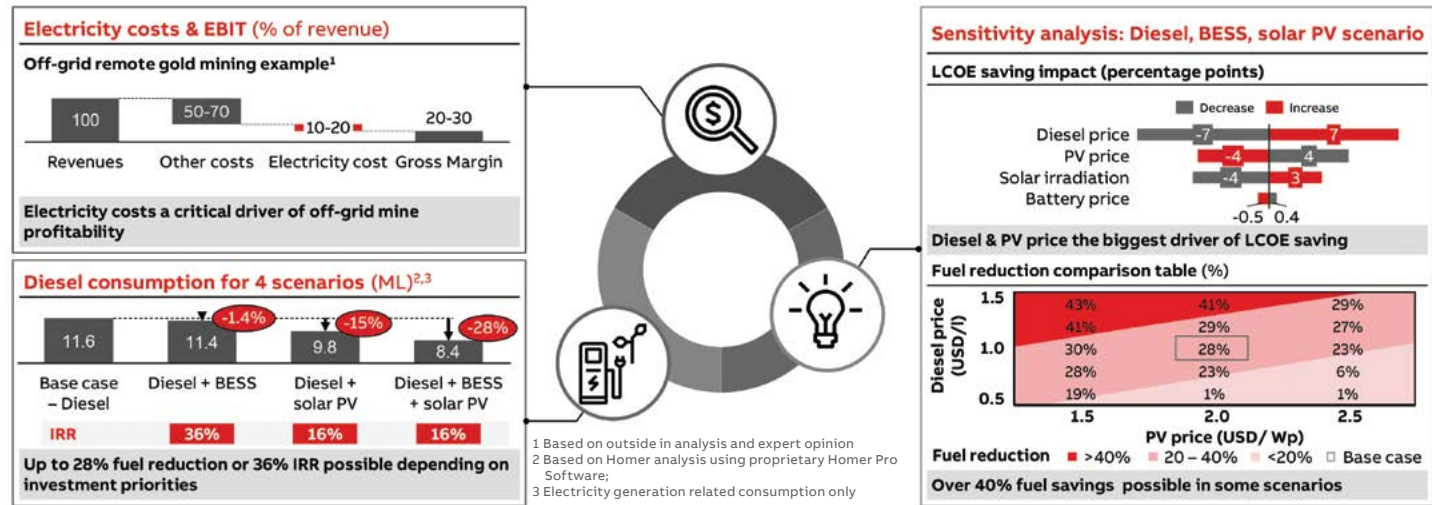 Electricity costs & EBIT (% of revenue)
Off-grid remote gold mining example¹
100
50-70
10-20
20-30
Revenues Other costs Electricity cost Gross Margin
Electricity costs a critical driver of off-grid mine
profitability
Diesel consumption for 4 scenarios (ML)²,³
-1.4% -15% -28%
11.6 11.4 9.8 8.4
Base case Diesel + BESS Diesel + Diesel + BESS
– Diesel solar PV + solar PV
IRR 36% 16% 16%
Up to 28% fuel reduction or 36% IRR possible depending on
investment priorities
$
1 Based on outside in analysis and expert opinion
2 Based on Homer analysis using proprietary Homer Pro
Software;
3 Electricity generation related consumption only
Sensitivity analysis: Diesel, BESS, solar PV scenario
LCOE saving impact (percentage points)
Decrease Increase
Diesel price -7 7
PV price -4 4
Solar irradiation -4 3
Battery price
-0.5 0.4
Diesel & PV price the biggest driver of LCOE saving
Fuel reduction comparison table (%)
Diesel price
(USD/l)
1.5 43% 41% 29%
41% 29% 27%
1.0 30% 28% 23%
28% 23% 6%
0.5 19% 1% 1%
1.5 2.0 2.5
PV price (USD/ Wp)
Fuel reduction >40% 20 – 40% <20% Base case
Over 40% fuel savings possible in some scenarios